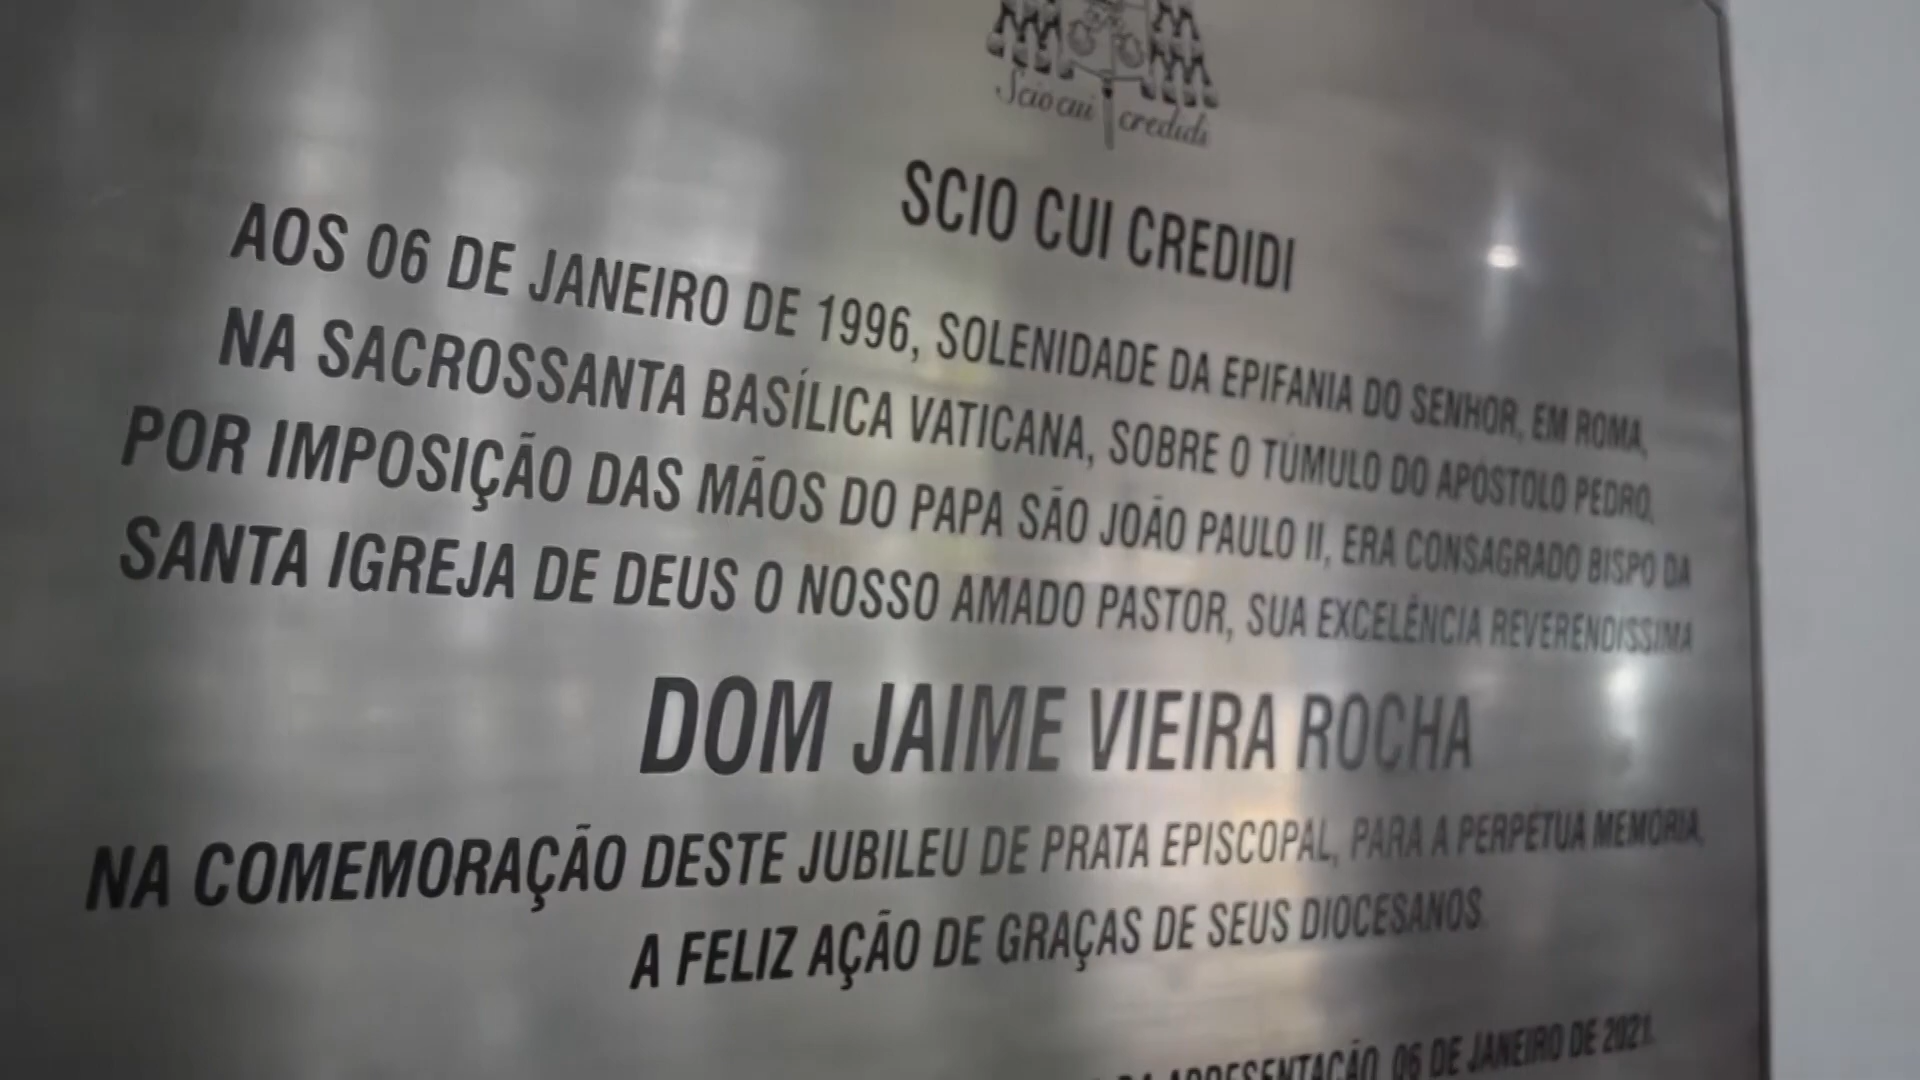 Scio cui credidi
SCIO CUI CREDIDI
AOS 06 DE JANEIRO DE 1996, SOLENIDADE DA EPIFANIA DO SENHOR, EM ROMA,
NA SACROSSANTA BASÍLICA VATICANA, SOBRE O TÚMULO DO APÓSTOLO PEDRO,
POR IMPOSIÇÃO DAS MÃOS DO PAPA SÃO JOÃO PAULO II, ERA CONSAGRADO BISPO DA
SANTA IGREJA DE DEUS O NOSSO AMADO PASTOR, SUA EXCELÊNCIA REVERENDÍSSIMA
DOM JAIME VIEIRA ROCHA
NA COMEMORAÇÃO DESTE JUBILEU DE PRATA EPISCOPAL, PARA A PERPÉTUA MEMÓRIA,
A FELIZ AÇÃO DE GRAÇAS DE SEUS DIOCESANOS.
DA APRESENTAÇÃO, 06 DE JANEIRO DE 2021.